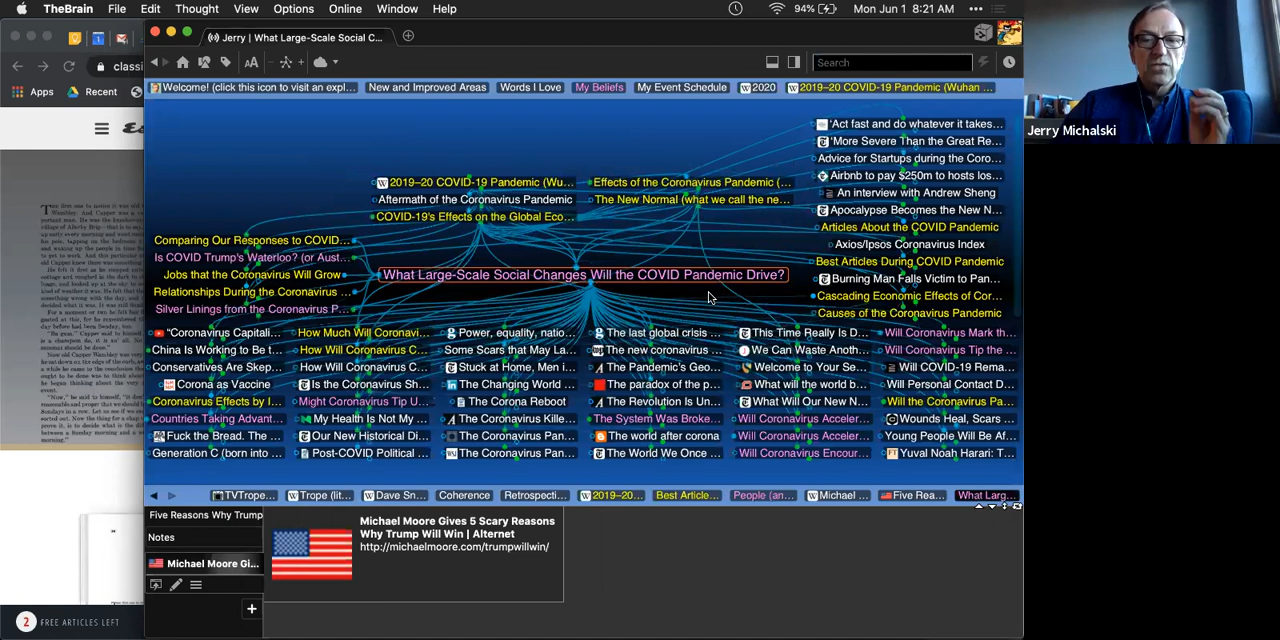 TheBrain File Edit Thought View Options Online Window Help 94% Mon Jun 1 8:21 AM
Jerry | What Large-Scale Social C...
classi
Apps Recent
Search
Welcome! (click this icon to visit an expl... New and Improved Areas Words I Love My Beliefs My Event Schedule 2020 2019–20 COVID-19 Pandemic (Wuhan ...
Jerry Michalski
'Act fast and do whatever it takes...
'More Severe Than the Great Re...
Advice for Startups during the Coro...
Airbnb to pay $250m to hosts los...
An interview with Andrew Sheng
Apocalypse Becomes the New N...
Articles About the COVID Pandemic
Axios/Ipsos Coronavirus Index
Best Articles During COVID Pandemic
Burning Man Falls Victim to Pan...
Cascading Economic Effects of Cor...
Causes of the Coronavirus Pandemic
2019–20 COVID-19 Pandemic (Wu... Effects of the Coronavirus Pandemic (...
Aftermath of the Coronavirus Pandemic The New Normal (what we call the ne...
COVID-19's Effects on the Global Eco...
Comparing Our Responses to COVID...
Is COVID Trump's Waterloo? (or Aust...
Jobs that the Coronavirus Will Grow
Relationships During the Coronavirus ...
Silver Linings from the Coronavirus P...
What Large-Scale Social Changes Will the COVID Pandemic Drive?
"Coronavirus Capitali... How Much Will Coronavi... Power, equality, natio... The last global crisis ... This Time Really Is D... Will Coronavirus Mark th...
China Is Working to Be t... How Will Coronavirus C... Some Scars that May La... The new coronavirus ... We Can Waste Anoth... Will Coronavirus Tip the ...
Conservatives Are Skep... How Will Coronavirus C... Stuck at Home, Men i... The Pandemic's Geo... Welcome to Your Se... Will COVID-19 Rema...
Corona as Vaccine Is the Coronavirus Sh... The Changing World ... The paradox of the p... What will the world b... Will Personal Contact D...
Coronavirus Effects by I... Might Coronavirus Tip U... The Corona Reboot The Revolution Is Un... What Will Our New N... Will the Coronavirus Pa...
Countries Taking Advant... My Health Is Not My ... The Coronavirus Kille... The System Was Broke... Will Coronavirus Acceler... Wounds Heal, Scars ...
Fuck the Bread. The ... Our New Historical Di... The Coronavirus Pan... The world after corona Will Coronavirus Acceler... Young People Will Be Af...
Generation C (born into ... Post-COVID Political ... The Coronavirus Pan... The World We Once ... Will Coronavirus Encour... Yuval Noah Harari: T...
TVTrope... Trope (lit... Dave Sn... Coherence Retrospecti... 2019–20... Best Article... People (an... Michael ... Five Rea... What Larg...
Five Reasons Why Trump
Notes
Michael Moore Gi...
Michael Moore Gives 5 Scary Reasons
Why Trump Will Win | Alternet
http://michaelmoore.com/trumpwillwin/
2 FREE ARTICLES LEFT